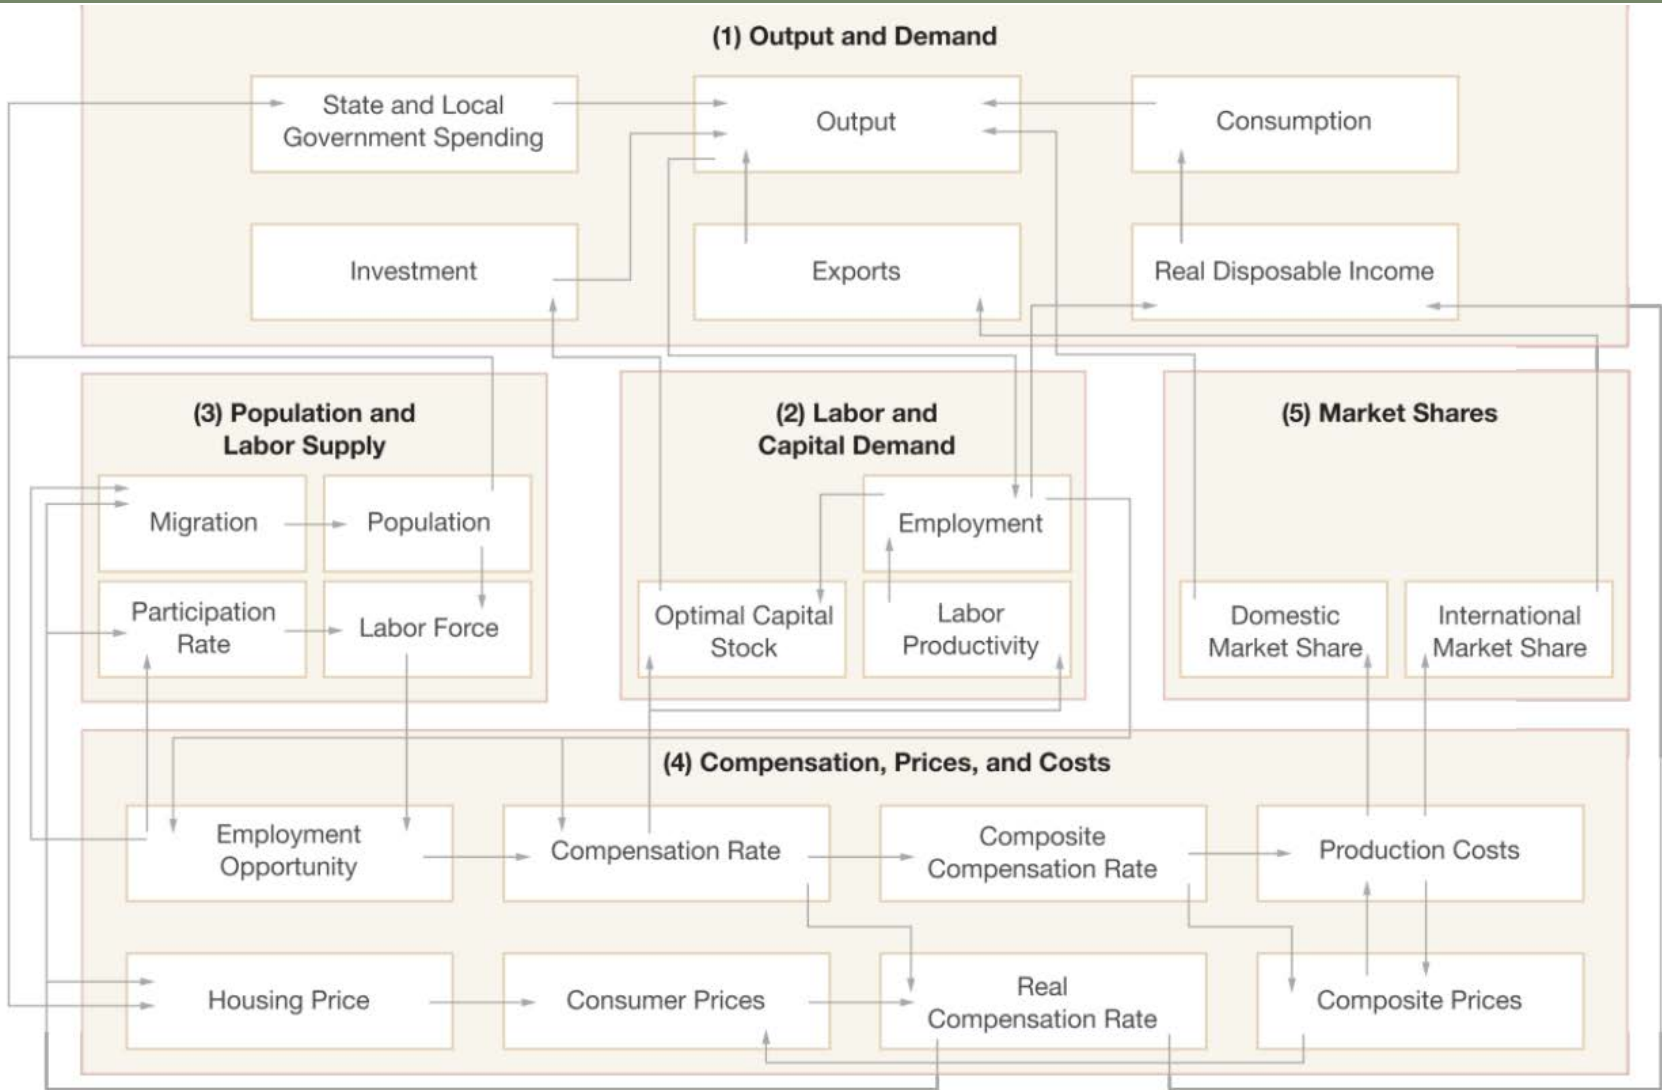 (1) Output and Demand
State and Local
Government Spending
Output
Consumption
Investment
Exports
Real Disposable Income
(3) Population and
Labor Supply
(2) Labor and
Capital Demand
(5) Market Shares
Migration
Population
Employment
Participation
Rate
Labor Force
Optimal Capital
Stock
Labor
Productivity
Domestic
Market Share
International
Market Share
(4) Compensation, Prices, and Costs
Employment
Opportunity
Compensation Rate
Composite
Compensation Rate
Production Costs
Housing Price
Consumer Prices
Real
Compensation Rate
Composite Prices